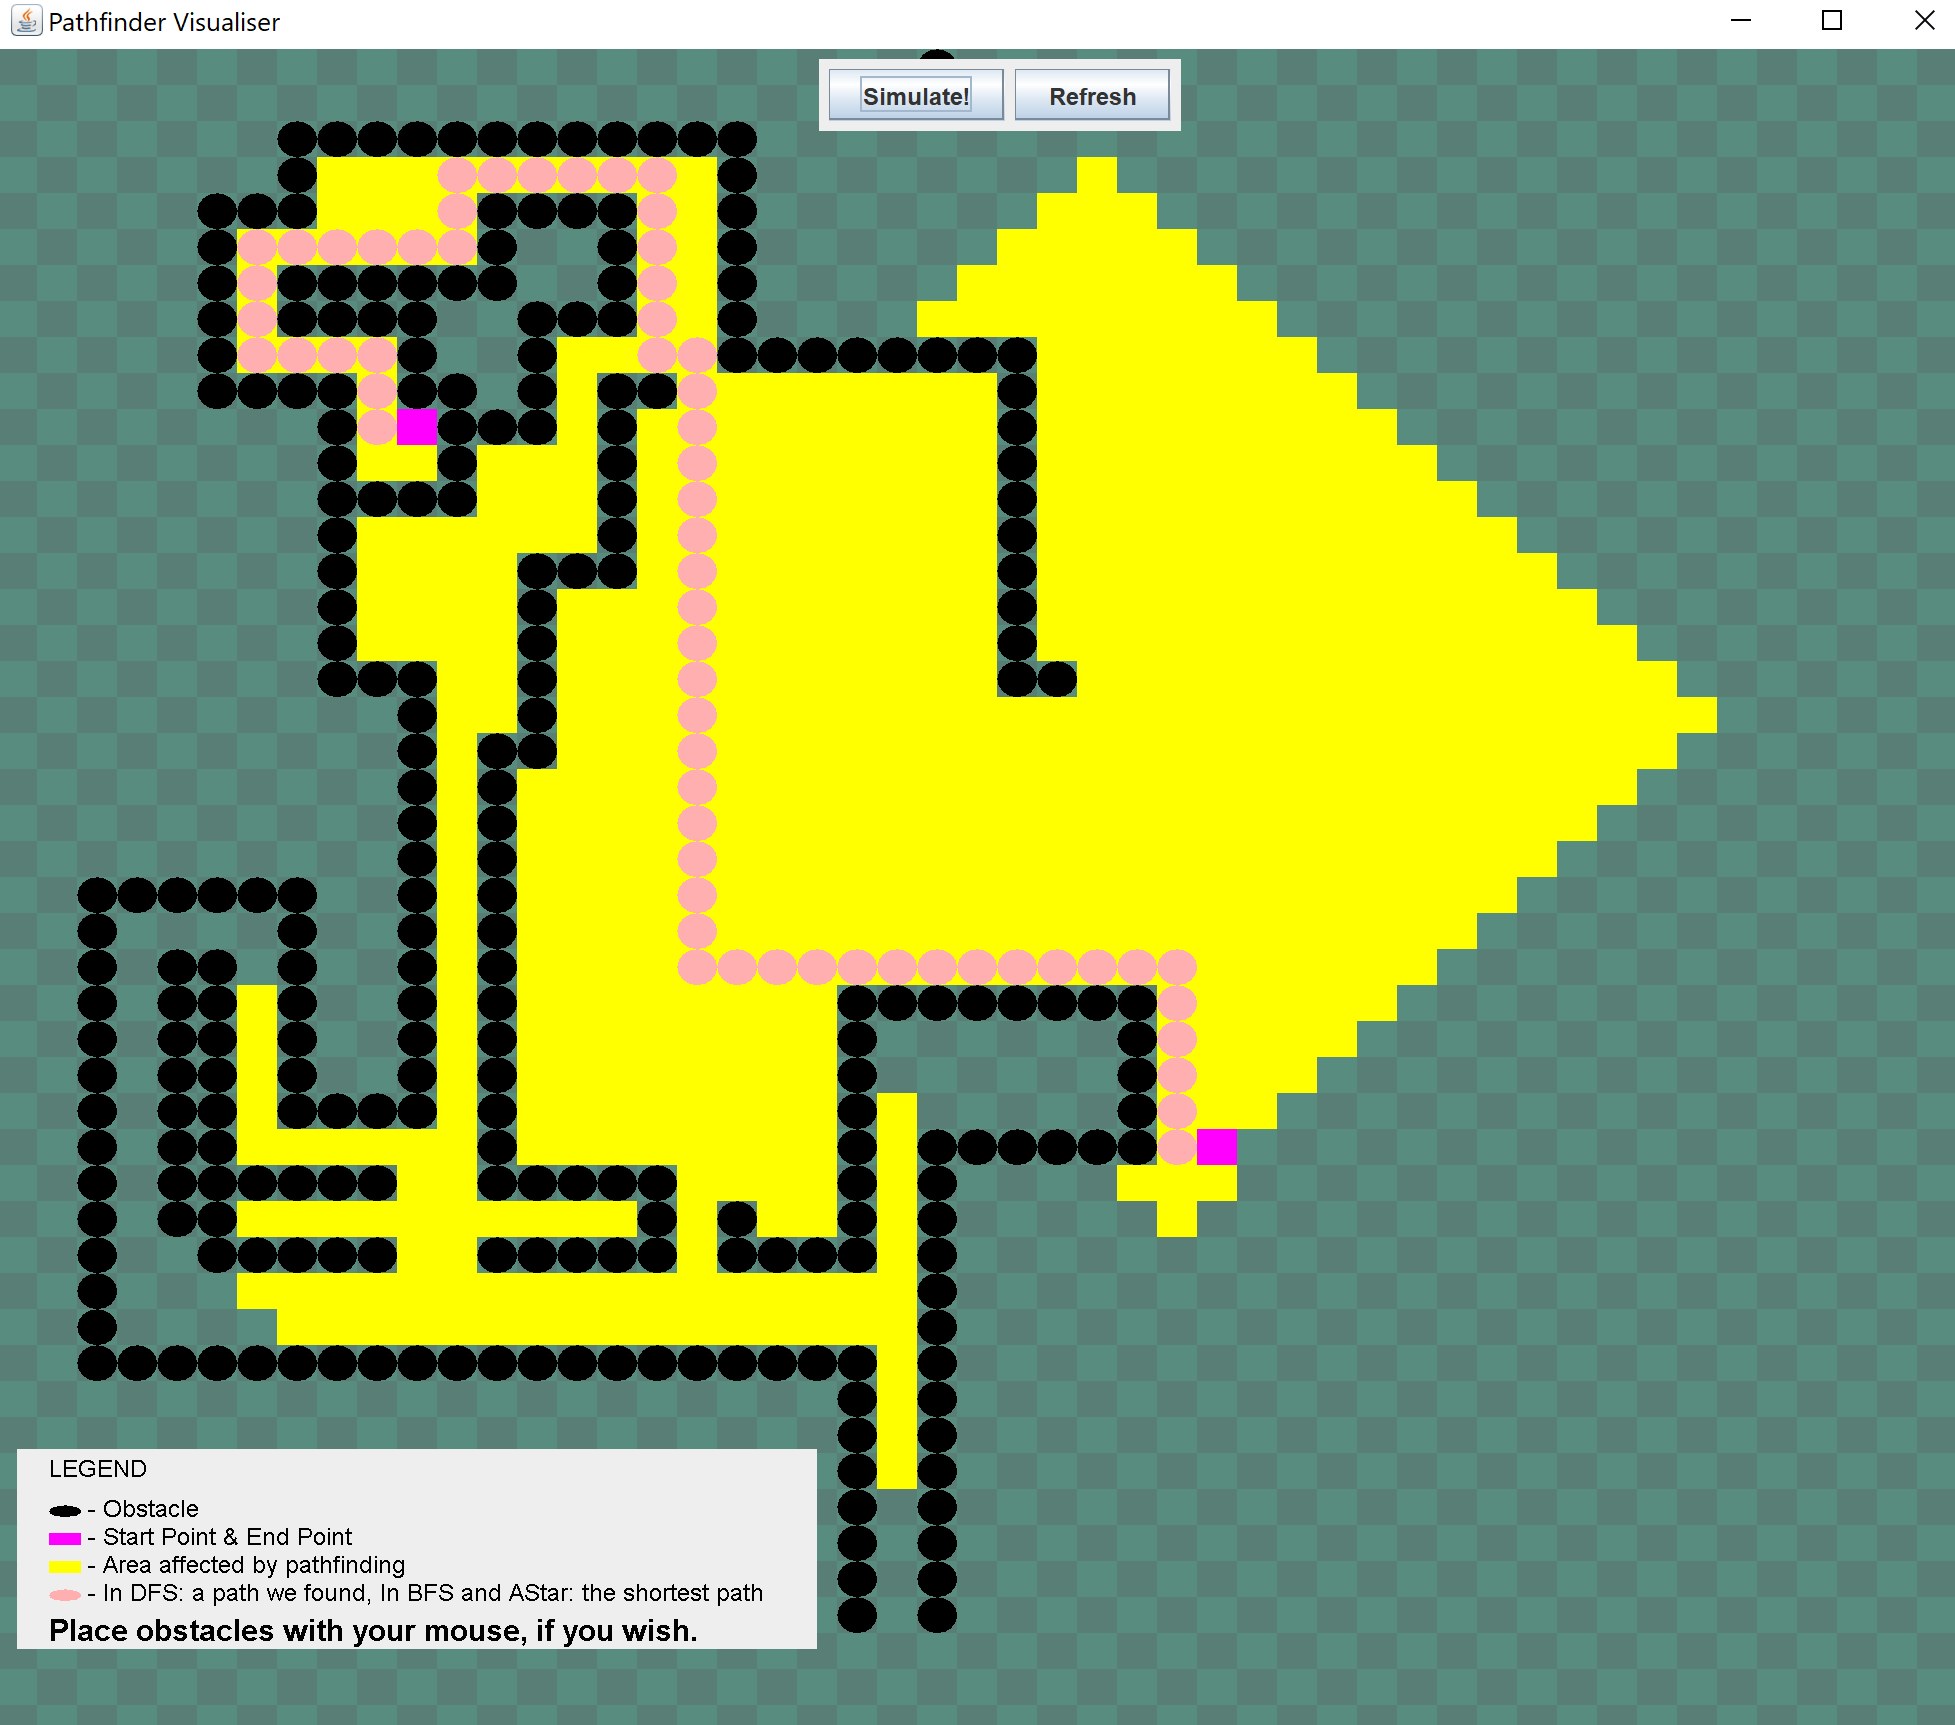 Pathfinder Visualiser
Simulate! Refresh
LEGEND
- Obstacle
- Start Point & End Point
- Area affected by pathfinding
- In DFS: a path we found, In BFS and AStar: the shortest path
Place obstacles with your mouse, if you wish.